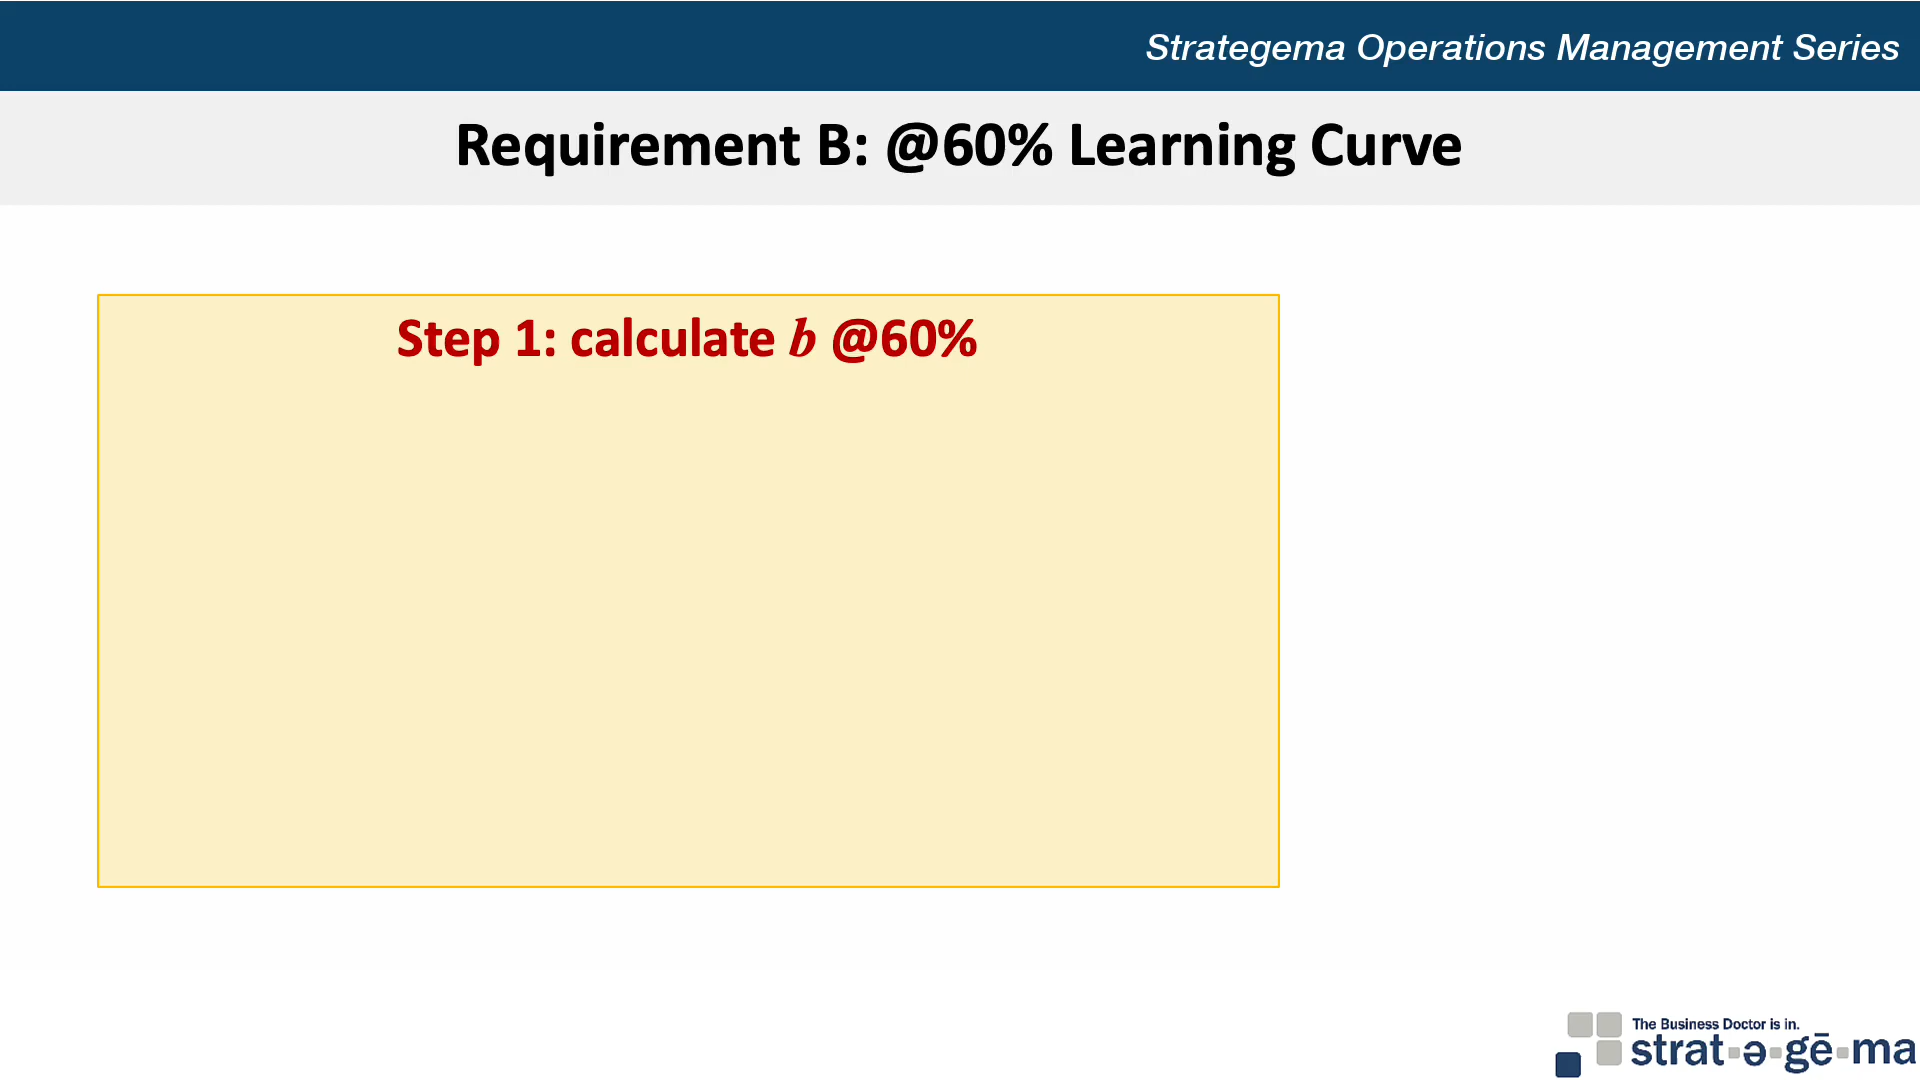 Strategema Operations Management Series
Requirement B: @60% Learning Curve
Step 1: calculate b @60%
The Business Doctor is in.
strat▪ə▪gē▪ma